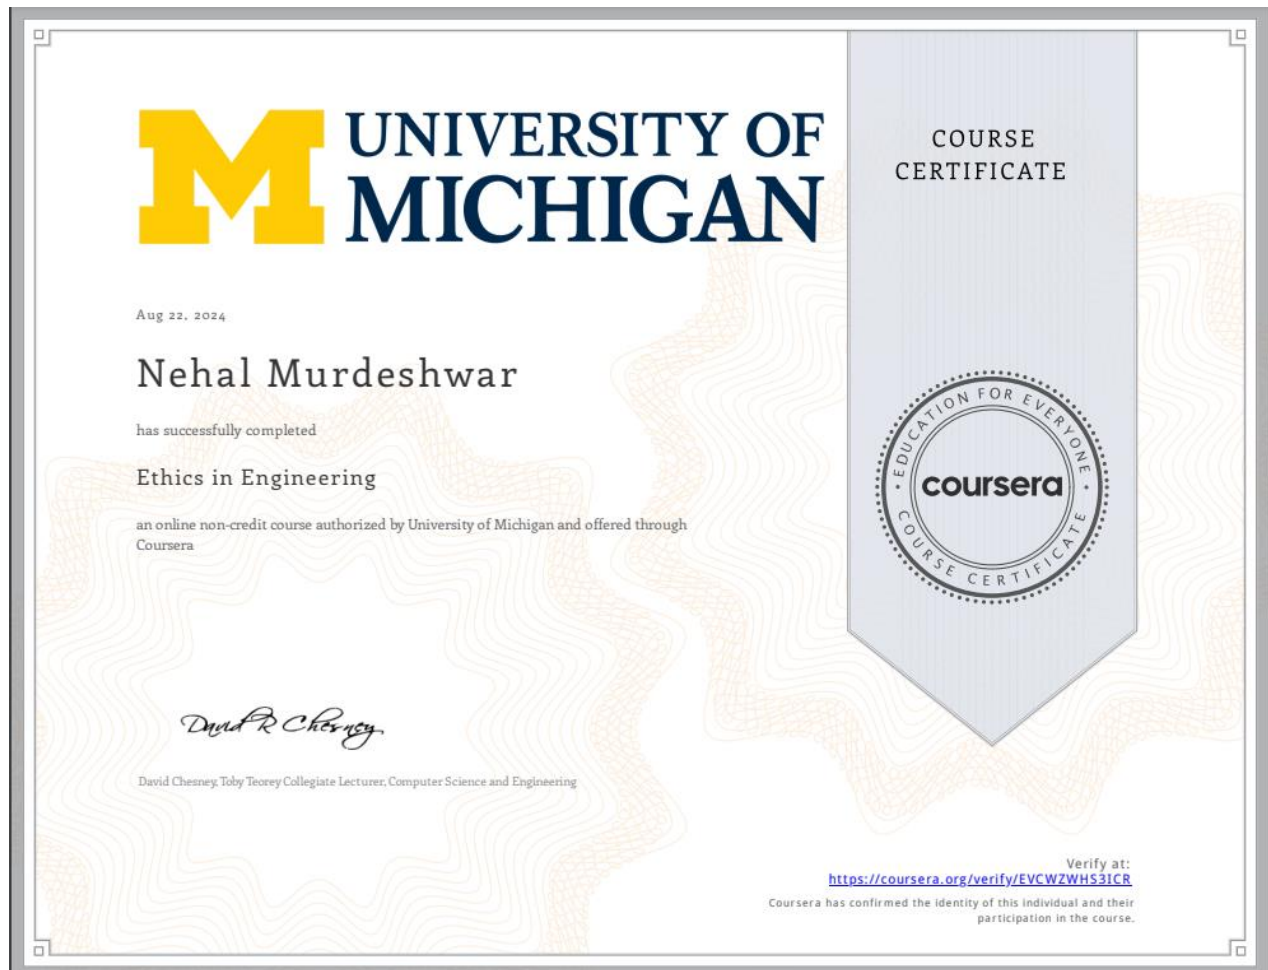 M UNIVERSITY OF
MICHIGAN
COURSE
CERTIFICATE
Aug 22, 2024
Nehal Murdeshwar
has successfully completed
Ethics in Engineering
an online non-credit course authorized by University of Michigan and offered through
Coursera
EDUCATION FOR EVERYONE
coursera
COURSE CERTIFICATE
David R Chesney
David Chesney, Toby Teorey Collegiate Lecturer, Computer Science and Engineering
Verify at:
https://coursera.org/verify/EVCWZWHS3ICR
Coursera has confirmed the identity of this individual and their
participation in the course.